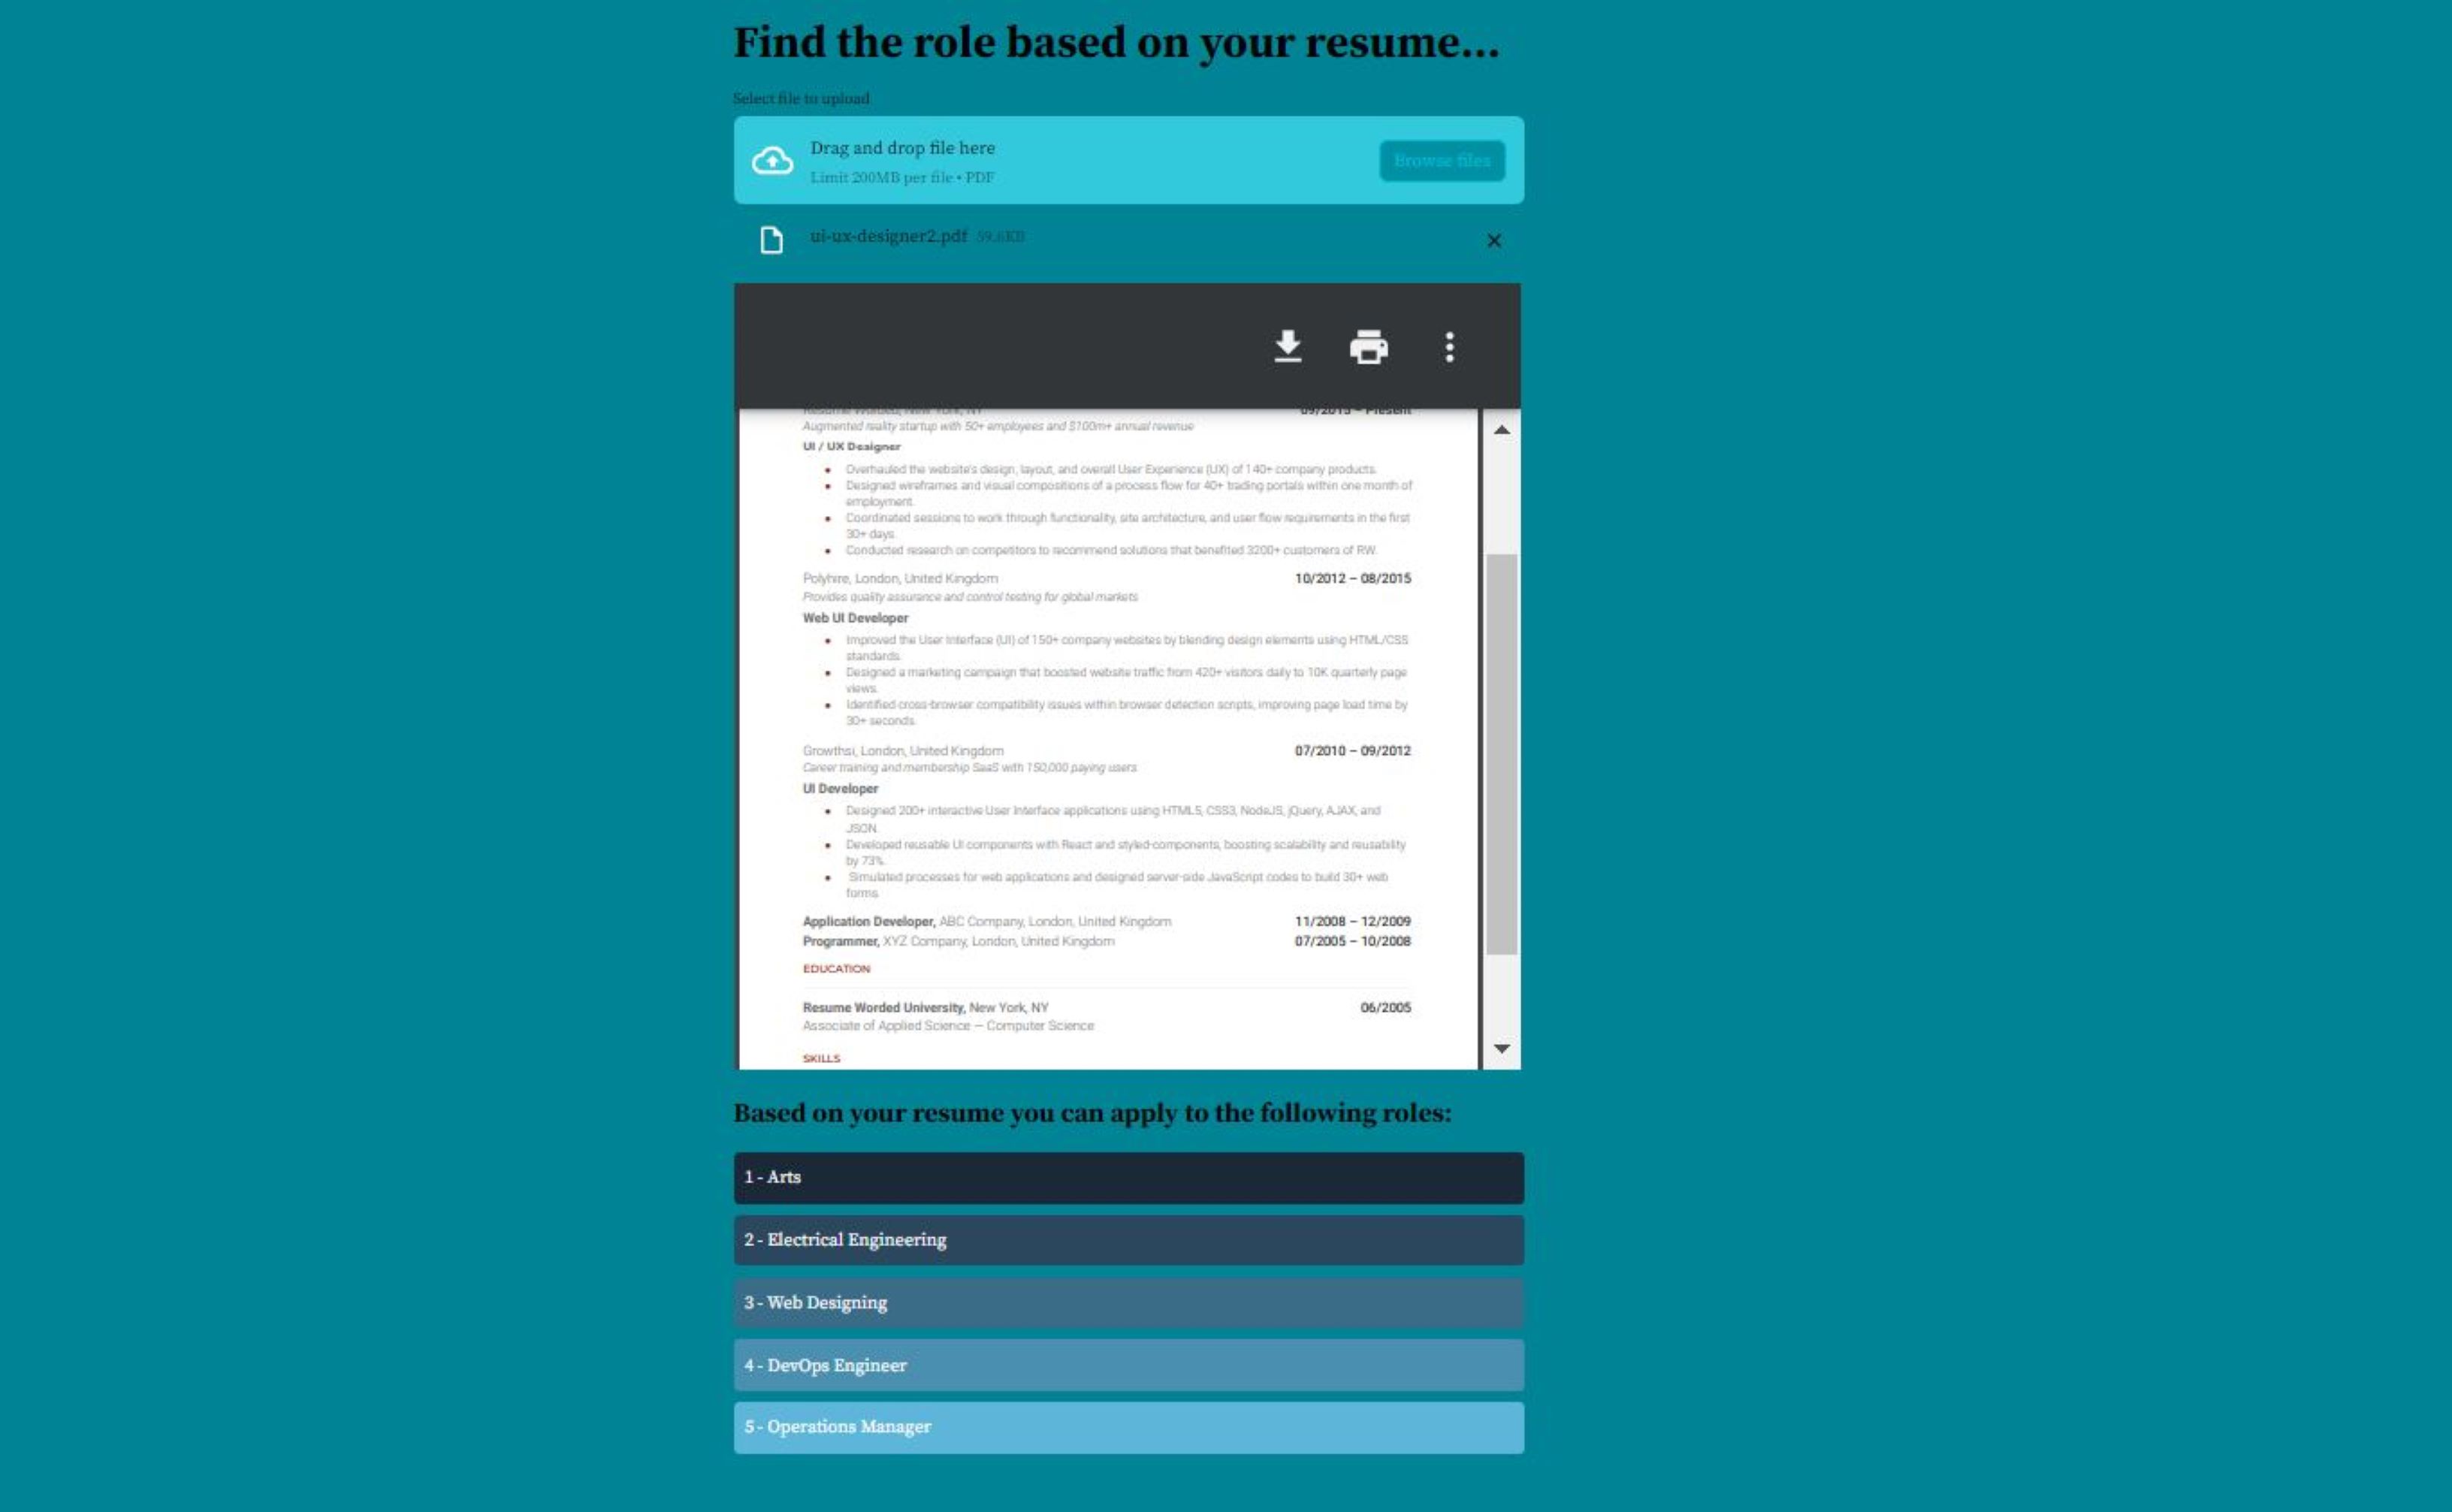 Find the role based on your resume...
Select file to upload
Drag and drop file here
Limit 200MB per file • PDF
Browse files
ui-ux-designer2.pdf 59.6KB
Resume Worded, New York, NY 09/2015 – Present
Augmented reality startup with 50+ employees and $100m+ annual revenue
UI / UX Designer
• Overhauled the website's design, layout, and overall User Experience (UX) of 140+ company products.
• Designed wireframes and visual compositions of a process flow for 40+ trading portals within one month of
employment.
• Coordinated sessions to work through functionality, site architecture, and user flow requirements in the first
30+ days.
• Conducted research on competitors to recommend solutions that benefited 3200+ customers of RW.
Polyhire, London, United Kingdom 10/2012 – 08/2015
Provides quality assurance and control testing for global markets
Web UI Developer
• Improved the User Interface (UI) of 150+ company websites by blending design elements using HTML/CSS
standards.
• Designed a marketing campaign that boosted website traffic from 420+ visitors daily to 10K quarterly page
views.
• Identified cross-browser compatibility issues within browser detection scripts, improving page load time by
30+ seconds.
Growthsi, London, United Kingdom 07/2010 – 09/2012
Career training and membership SaaS with 150,000 paying users
UI Developer
• Designed 200+ interactive User Interface applications using HTML5, CSS3, NodeJS, jQuery, AJAX, and
JSON.
• Developed reusable UI components with React and styled-components, boosting scalability and reusability
by 73%.
• Simulated processes for web applications and designed server-side JavaScript codes to build 30+ web
forms.
Application Developer, ABC Company, London, United Kingdom 11/2008 – 12/2009
Programmer, XYZ Company, London, United Kingdom 07/2005 – 10/2008
EDUCATION
Resume Worded University, New York, NY 06/2005
Associate of Applied Science — Computer Science
SKILLS
Based on your resume you can apply to the following roles:
1 - Arts
2 - Electrical Engineering
3 - Web Designing
4 - DevOps Engineer
5 - Operations Manager